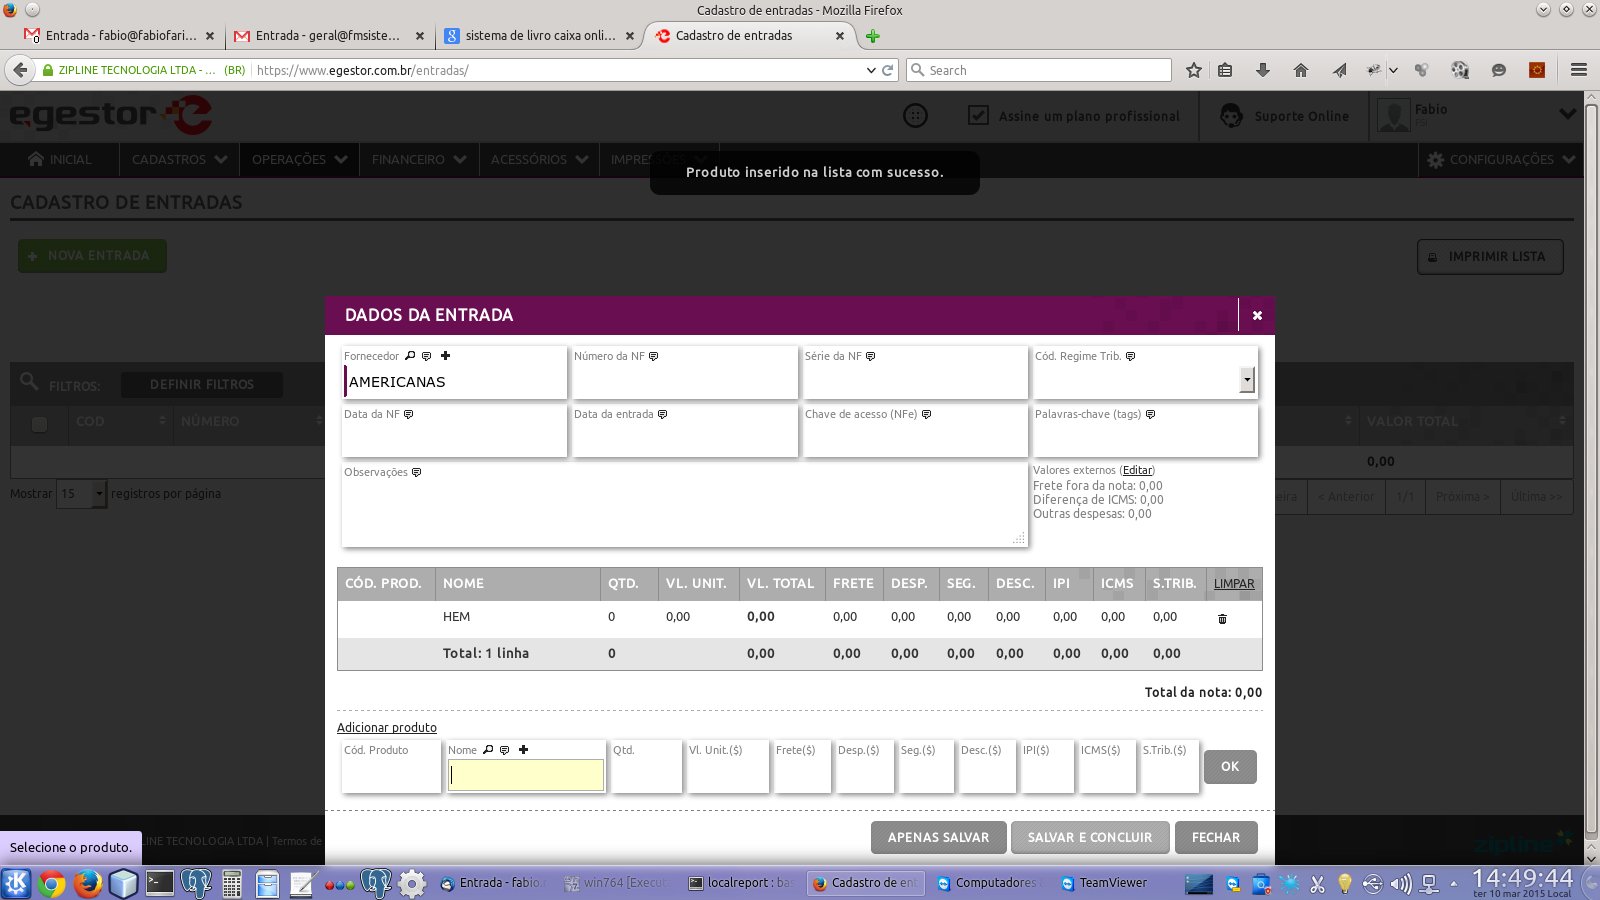 Cadastro de entradas - Mozilla Firefox
Entrada - fabio@fabiofari...
Entrada - geral@fmsiste...
sistema de livro caixa onli...
Cadastro de entradas
ZIPLINE TECNOLOGIA LTDA - ... (BR)
https://www.egestor.com.br/entradas/
Search
egestor
Assine um plano profissional
Suporte Online
Fabio
FSI
INICIAL
CADASTROS
OPERAÇÕES
FINANCEIRO
ACESSÓRIOS
IMPRESSÕES
CONFIGURAÇÕES
Produto inserido na lista com sucesso.
CADASTRO DE ENTRADAS
+ NOVA ENTRADA
IMPRIMIR LISTA
DADOS DA ENTRADA
Fornecedor
AMERICANAS
Número da NF
Série da NF
Cód. Regime Trib.
FILTROS:
DEFINIR FILTROS
Data da NF
Data da entrada
Chave de acesso (NFe)
Palavras-chave (tags)
COD
NÚMERO
VALOR TOTAL
0,00
Observações
Valores externos (Editar)
Frete fora da nota: 0,00
Diferença de ICMS: 0,00
Outras despesas: 0,00
Mostrar 15 registros por página
eira
< Anterior
1/1
Próxima >
Última >>
CÓD. PROD. NOME QTD. VL. UNIT. VL. TOTAL FRETE DESP. SEG. DESC. IPI ICMS S.TRIB. LIMPAR
HEM 0 0,00 0,00 0,00 0,00 0,00 0,00 0,00 0,00 0,00
Total: 1 linha 0 0,00 0,00 0,00 0,00 0,00 0,00 0,00 0,00
Total da nota: 0,00
Adicionar produto
Cód. Produto
Nome
Qtd.
Vl. Unit.($)
Frete($)
Desp.($)
Seg.($)
Desc.($)
IPI($)
ICMS($)
S.Trib.($)
OK
APENAS SALVAR
SALVAR E CONCLUIR
FECHAR
LINE TECNOLOGIA LTDA | Termos de
zipline
Selecione o produto.
Entrada - fabio.
win764 [Execut
localreport : bas
Cadastro de ent
Computadores
TeamViewer
14:49:44
ter 10 mar 2015 Local